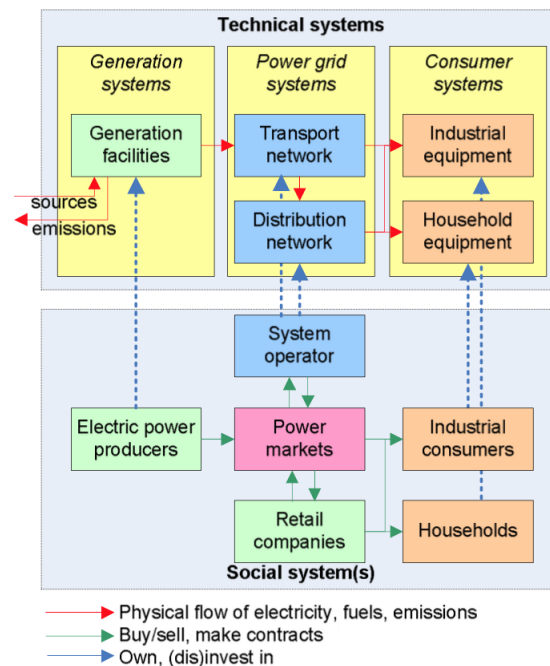 Technical systems
Generation
systems
Power grid
systems
Consumer
systems
Generation
facilities
Transport
network
Industrial
equipment
sources
emissions
Distribution
network
Household
equipment
System
operator
Electric power
producers
Power
markets
Industrial
consumers
Retail
companies
Households
Social system(s)
Physical flow of electricity, fuels, emissions
Buy/sell, make contracts
Own, (dis)invest in